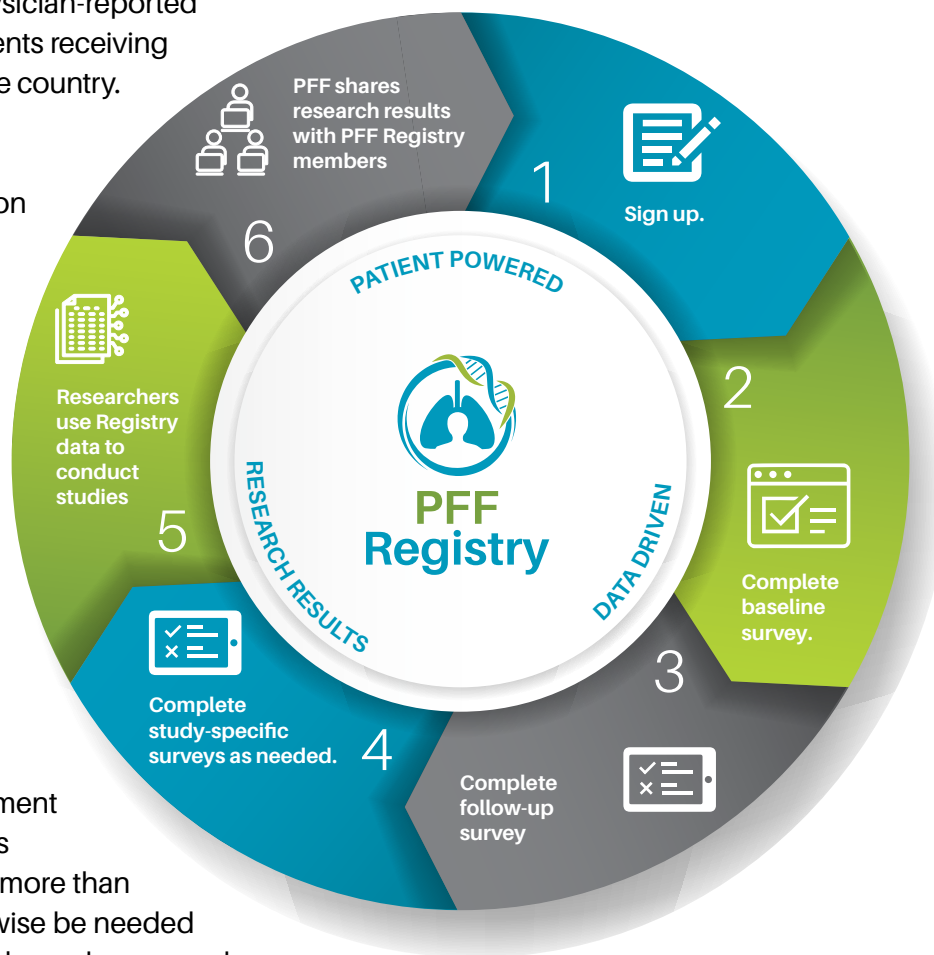 ysician-reported
ents receiving
e country.
on
PFF shares
research results
with PFF Registry
members
1
Sign up.
6
PATIENT POWERED
2
Researchers
use Registry
data to
conduct
studies
5
PFF
Registry
RESEARCH RESULTS
DATA DRIVEN
Complete
baseline
survey.
3
Complete
study-specific
surveys as needed.
4
Complete
follow-up
survey
ment
s
more than
wise be needed